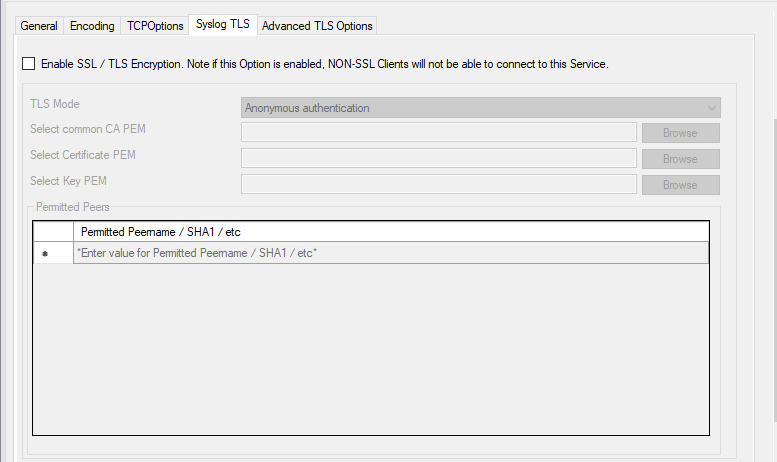 General Encoding TCPOptions Syslog TLS Advanced TLS Options
Enable SSL / TLS Encryption. Note if this Option is enabled, NON-SSL Clients will not be able to connect to this Service.
TLS Mode Anonymous authentication
Select common CA PEM Browse
Select Certificate PEM Browse
Select Key PEM Browse
Permitted Peers
Permitted Peername / SHA1 / etc
* "Enter value for Permitted Peername / SHA1 / etc"